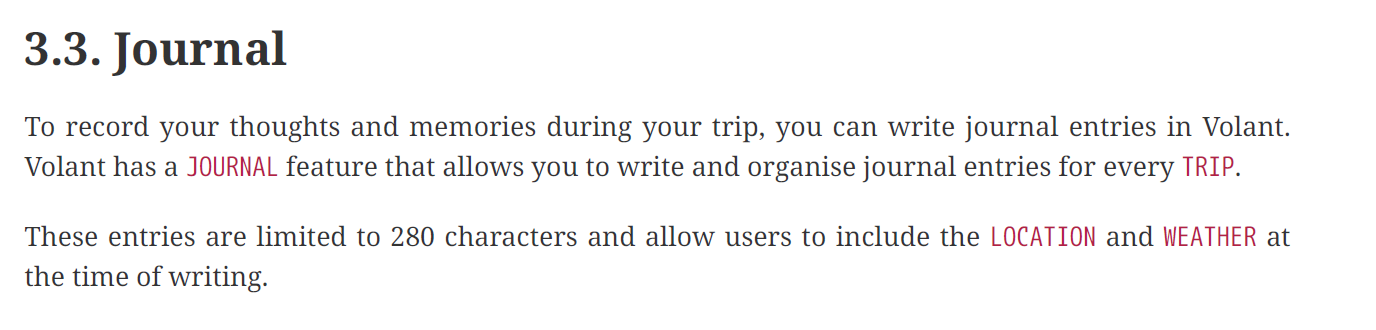 3.3. Journal
To record your thoughts and memories during your trip, you can write journal entries in Volant.
Volant has a JOURNAL feature that allows you to write and organise journal entries for every TRIP.
These entries are limited to 280 characters and allow users to include the LOCATION and WEATHER at
the time of writing.